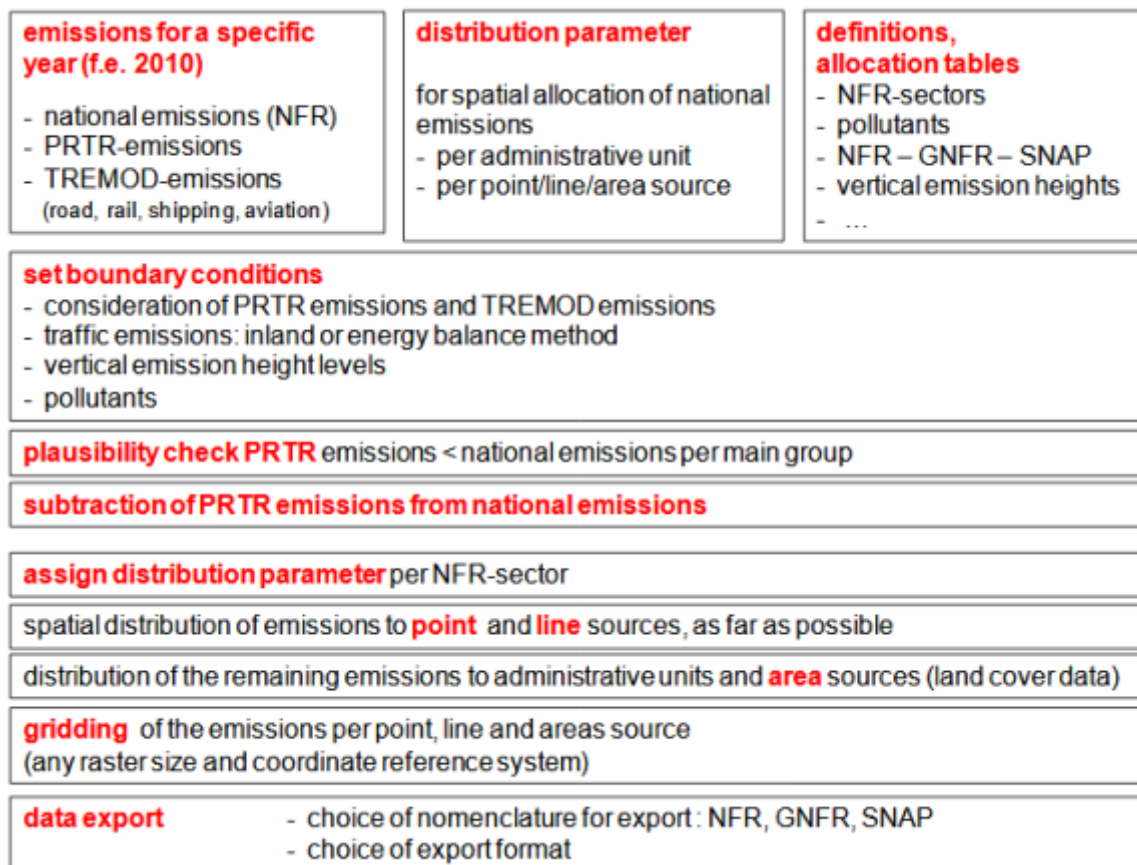 emissions for a specific
year (f.e. 2010)
- national emissions (NFR)
- PRTR-emissions
- TREMOD-emissions
(road, rail, shipping, aviation)
distribution parameter
for spatial allocation of national
emissions
- per administrative unit
- per point/line/area source
definitions,
allocation tables
- NFR-sectors
- pollutants
- NFR – GNFR – SNAP
- vertical emission heights
- ...
set boundary conditions
- consideration of PRTR emissions and TREMOD emissions
- traffic emissions: inland or energy balance method
- vertical emission height levels
- pollutants
plausibility check PRTR emissions < national emissions per main group
subtraction of PRTR emissions from national emissions
assign distribution parameter per NFR-sector
spatial distribution of emissions to point and line sources, as far as possible
distribution of the remaining emissions to administrative units and area sources (land cover data)
gridding of the emissions per point, line and areas source
(any raster size and coordinate reference system)
data export - choice of nomenclature for export: NFR, GNFR, SNAP
- choice of export format